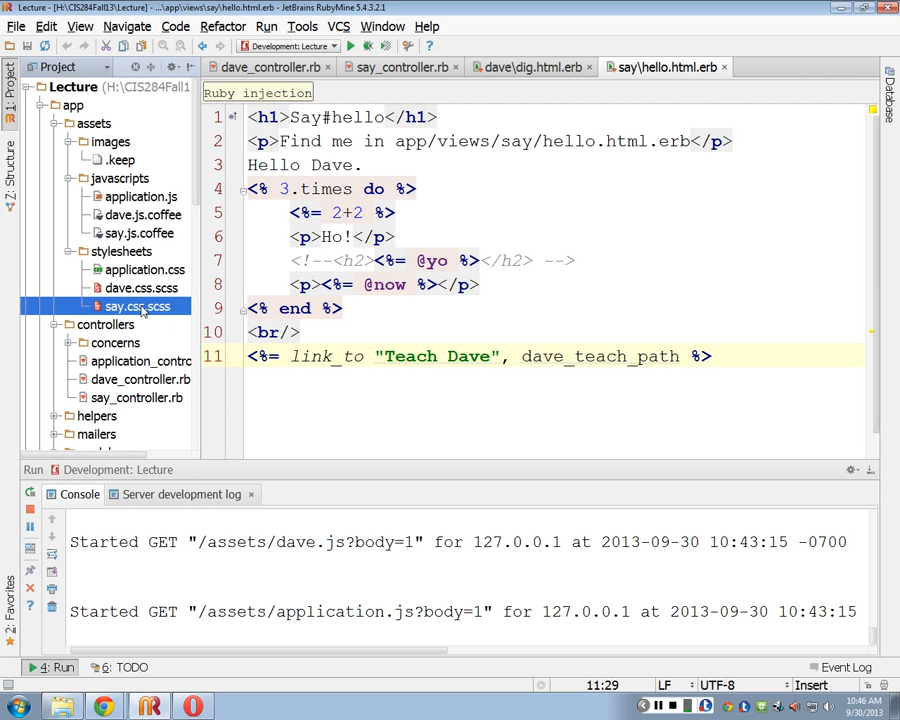 Lecture - [H:\CIS284Fall13\Lecture] - ...\app\views\say\hello.html.erb - JetBrains RubyMine 5.4.3.2.1
File Edit View Navigate Code Refactor Run Tools VCS Window Help
Development: Lecture
Project
dave_controller.rb
say_controller.rb
dave\dig.html.erb
say\hello.html.erb
1: Project
Structure
2: Favorites
Database
Lecture (H:\CIS284Fall1
app
assets
images
.keep
javascripts
application.js
dave.js.coffee
say.js.coffee
stylesheets
application.css
dave.css.scss
say.css.scss
controllers
concerns
application_contro
dave_controller.rb
say_controller.rb
helpers
mailers
Ruby injection
1 <h1>Say#hello</h1>
2 <p>Find me in app/views/say/hello.html.erb</p>
3 Hello Dave.
4 <% 3.times do %>
5 <%= 2+2 %>
6 <p>Ho!</p>
7 <!--<h2><%= @yo %></h2> -->
8 <p><%= @now %></p>
9 <% end %>
10 <br/>
11 <%= link_to "Teach Dave", dave_teach_path %>
Run Development: Lecture
Console Server development log
Started GET "/assets/dave.js?body=1" for 127.0.0.1 at 2013-09-30 10:43:15 -0700
Started GET "/assets/application.js?body=1" for 127.0.0.1 at 2013-09-30 10:43:15
4: Run 6: TODO Event Log
11:29 LF UTF-8 Insert
10:46 AM
9/30/2013